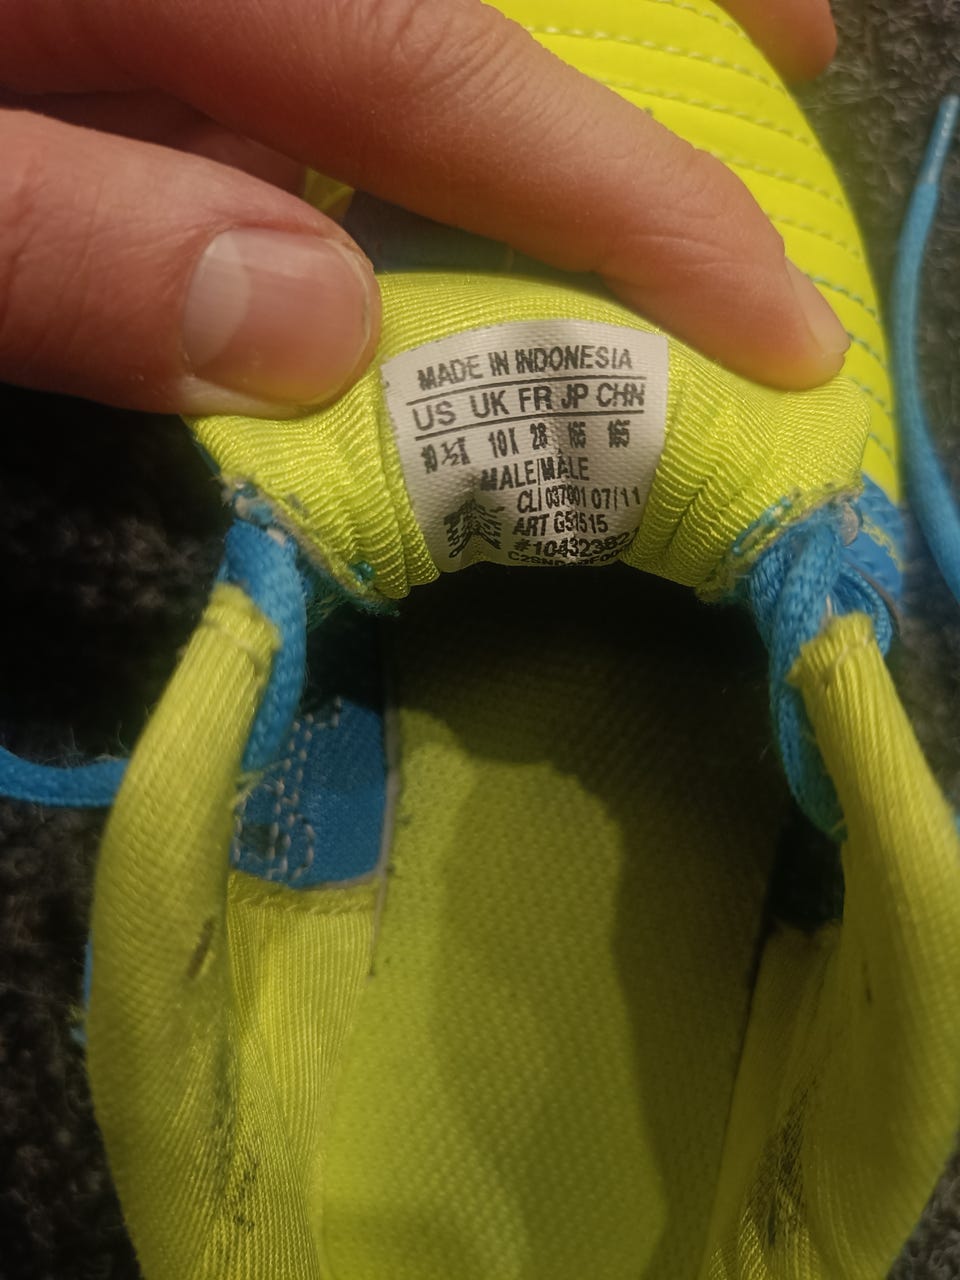 MADE IN INDONESIA
US UK FR JP CHN
10 ½K 10K 28 165 165
MALE/MÂLE
CLI 037001 07/11
ART G51515